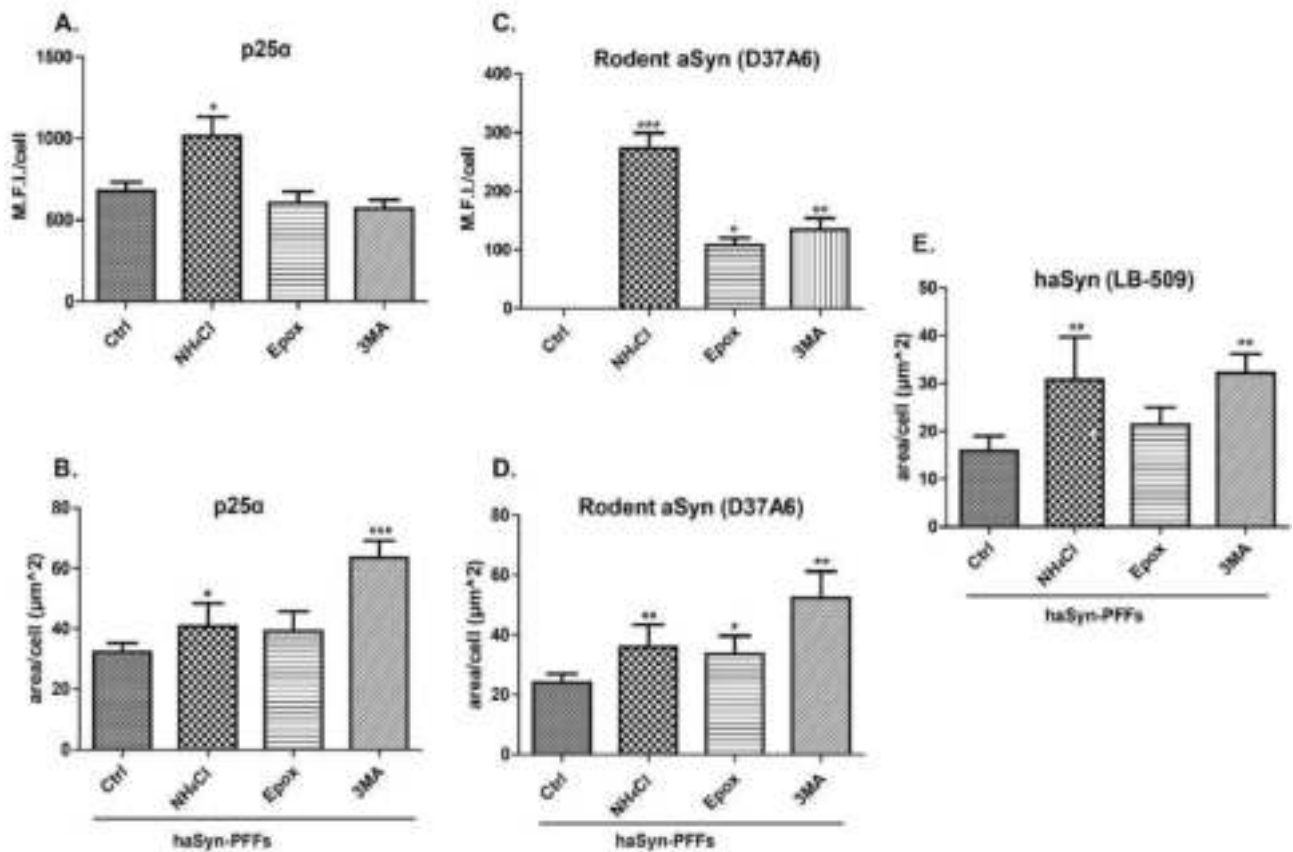 A.
p25α
M.F.I./cell
1500
1000
500
0
*
Ctrl
NH₄Cl
Epox
3MA
B.
p25α
area/cell (μm^2)
80
60
40
20
0
*
***
Ctrl
NH₄Cl
Epox
3MA
haSyn-PFFs
C.
Rodent aSyn (D37A6)
M.F.I./cell
400
300
200
100
0
***
*
**
Ctrl
NH₄Cl
Epox
3MA
D.
Rodent aSyn (D37A6)
area/cell (μm^2)
80
60
40
20
0
**
*
**
Ctrl
NH₄Cl
Epox
3MA
haSyn-PFFs
E.
haSyn (LB-509)
area/cell (μm^2)
50
40
30
20
10
0
**
**
Ctrl
NH₄Cl
Epox
3MA
haSyn-PFFs